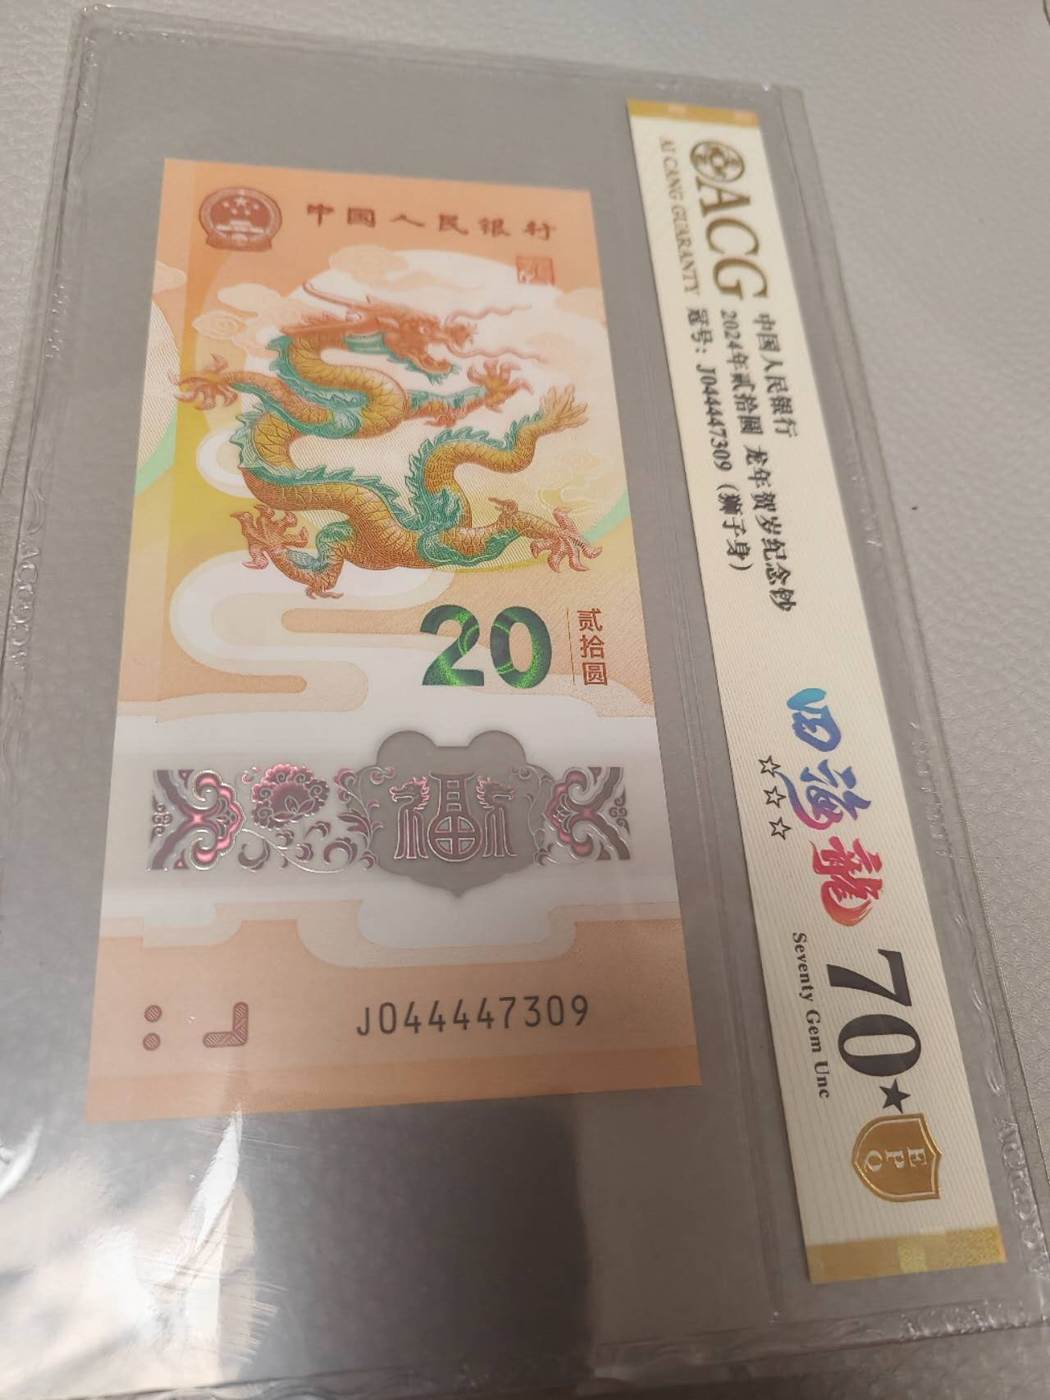 中国人民银行
20
贰拾圆
福
J044447309
ACG
AI CANG GUARANTY
中国人民银行
2024年贰拾圆 龙年贺岁纪念钞
冠号：J044447309（狮子身）
四海龍
☆☆☆
70★
Seventy Gem Unc
EPQ